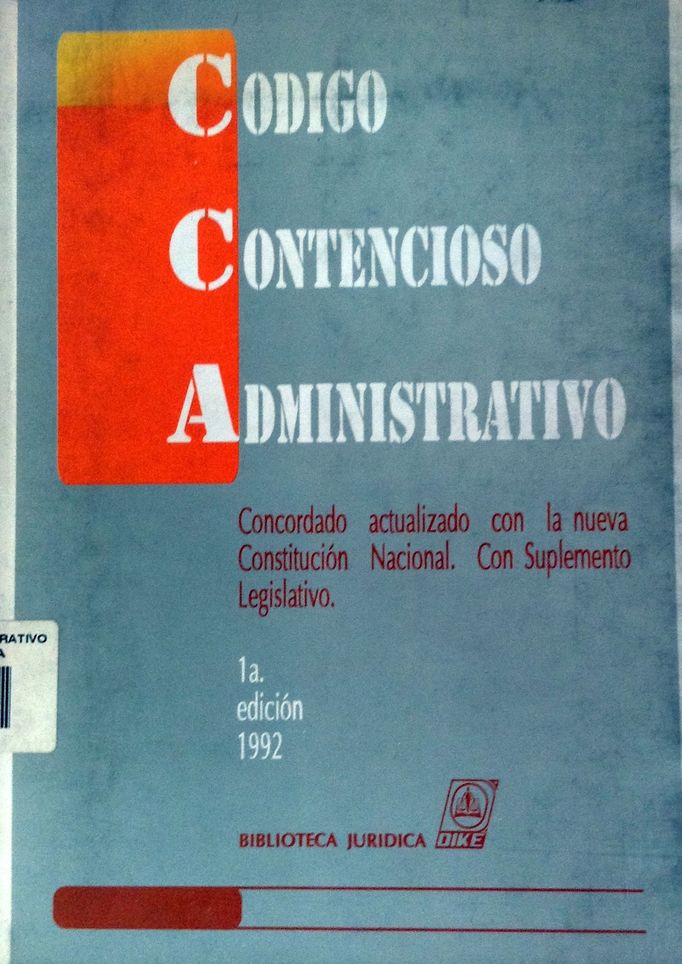 CODIGO
CONTENCIOSO
ADMINISTRATIVO
Concordado actualizado con la nueva
Constitución Nacional. Con Suplemento
Legislativo.
RATIVO
A
1a.
edición
1992
BIBLIOTECA JURIDICA DIKE